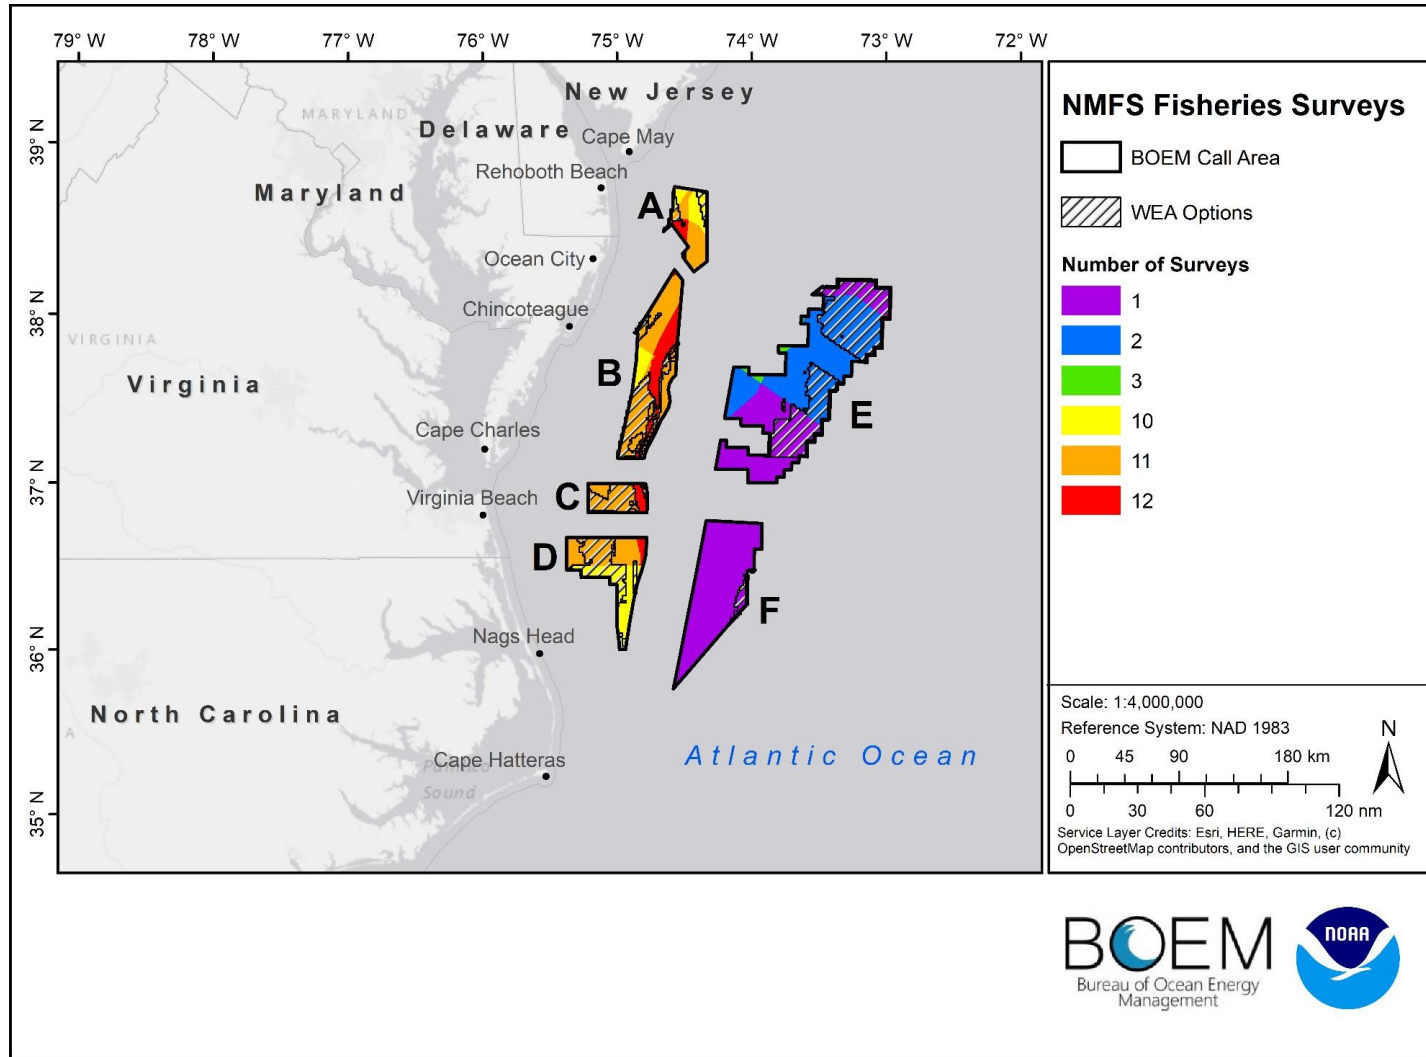 79° W 78° W 77° W 76° W 75° W 74° W 73° W 72° W
39° N
38° N
37° N
36° N
35° N
New Jersey
MARYLAND
Delaware
Cape May
Rehoboth Beach
Maryland
A
Ocean City
Chincoteague
VIRGINIA
Virginia
B
E
Cape Charles
Virginia Beach
C
D
F
Nags Head
North Carolina
A
Atlantic Ocean
Cape Hatteras
Pamlico
Sound
NMFS Fisheries Surveys
BOEM Call Area
WEA Options
Number of Surveys
1
2
3
10
11
12
Scale: 1:4,000,000
Reference System: NAD 1983
N
0 45 90 180 km
0 30 60 120 nm
Service Layer Credits: Esri, HERE, Garmin, (c)
OpenStreetMap contributors, and the GIS user community
BOEM
Bureau of Ocean Energy
Management
NOAA